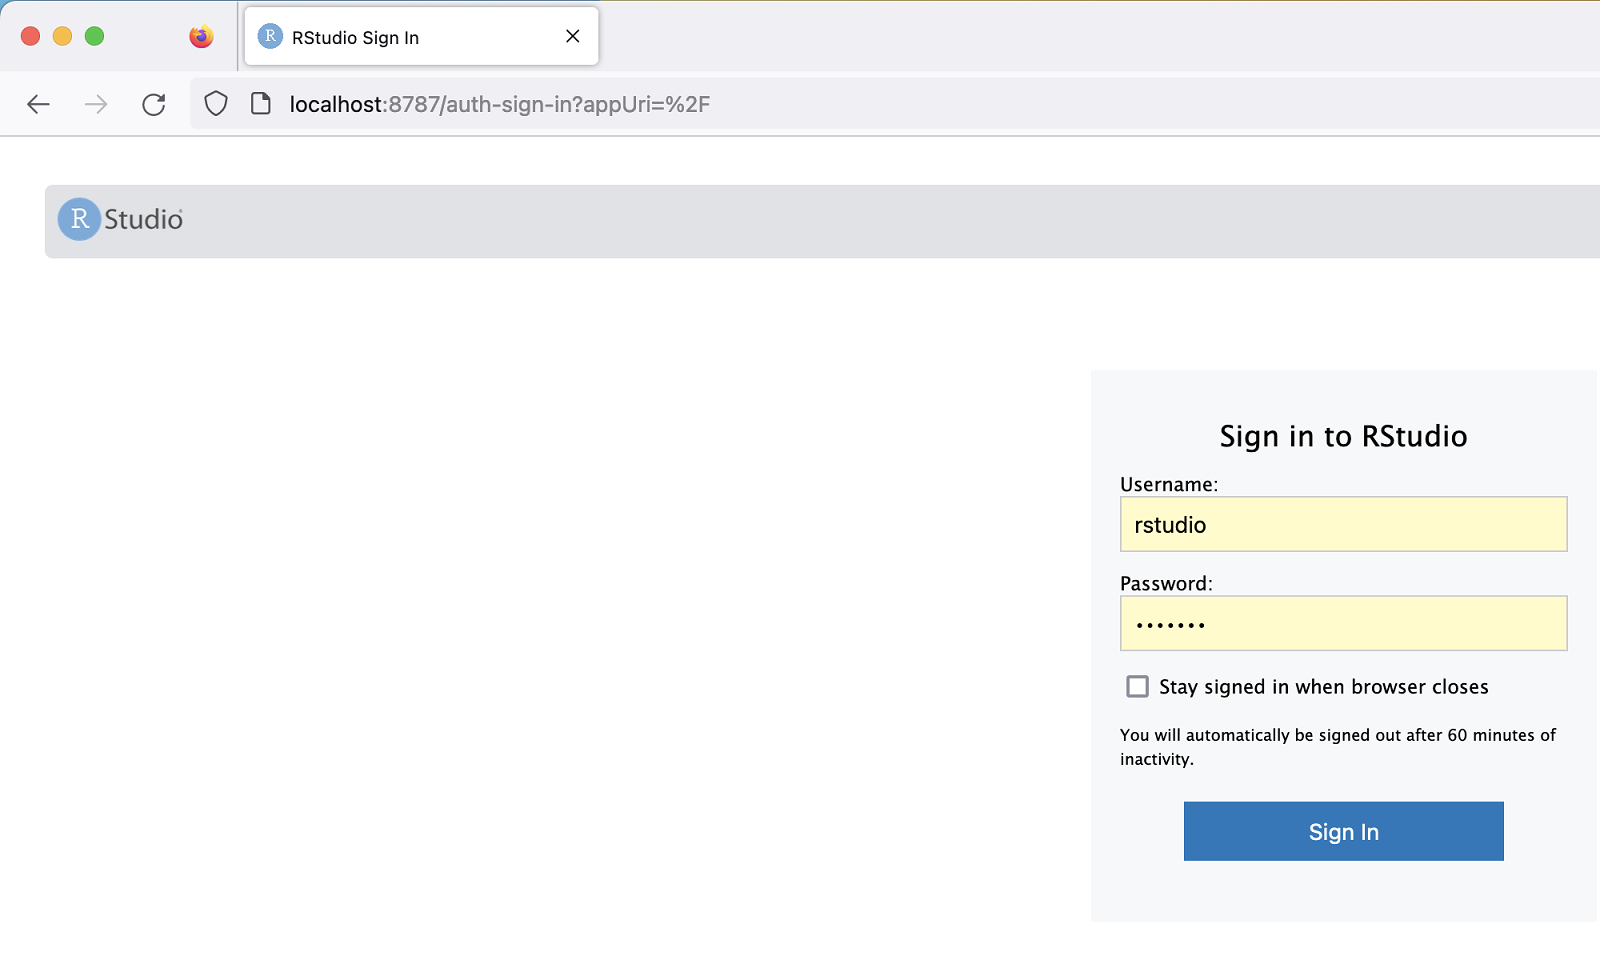 R RStudio Sign In
localhost:8787/auth-sign-in?appUri=%2F
R Studio
Sign in to RStudio
Username:
rstudio
Password:
•••••••
Stay signed in when browser closes
You will automatically be signed out after 60 minutes of
inactivity.
Sign In